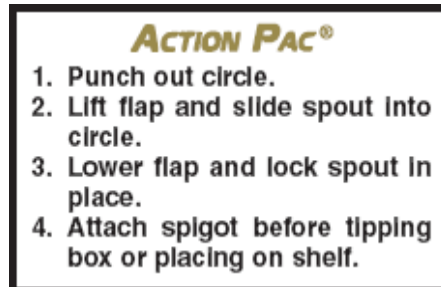 ACTION PAC®
1. Punch out circle.
2. Lift flap and slide spout into
circle.
3. Lower flap and lock spout in
place.
4. Attach spigot before tipping
box or placing on shelf.